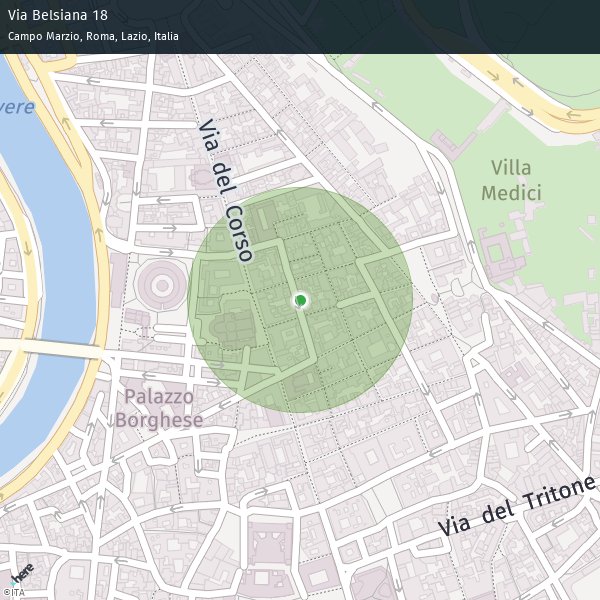 Via Belsiana 18
Campo Marzio, Roma, Lazio, Italia
vere
Via del Corso
Villa
Medici
Palazzo
Borghese
Via del Tritone
here
©ITA